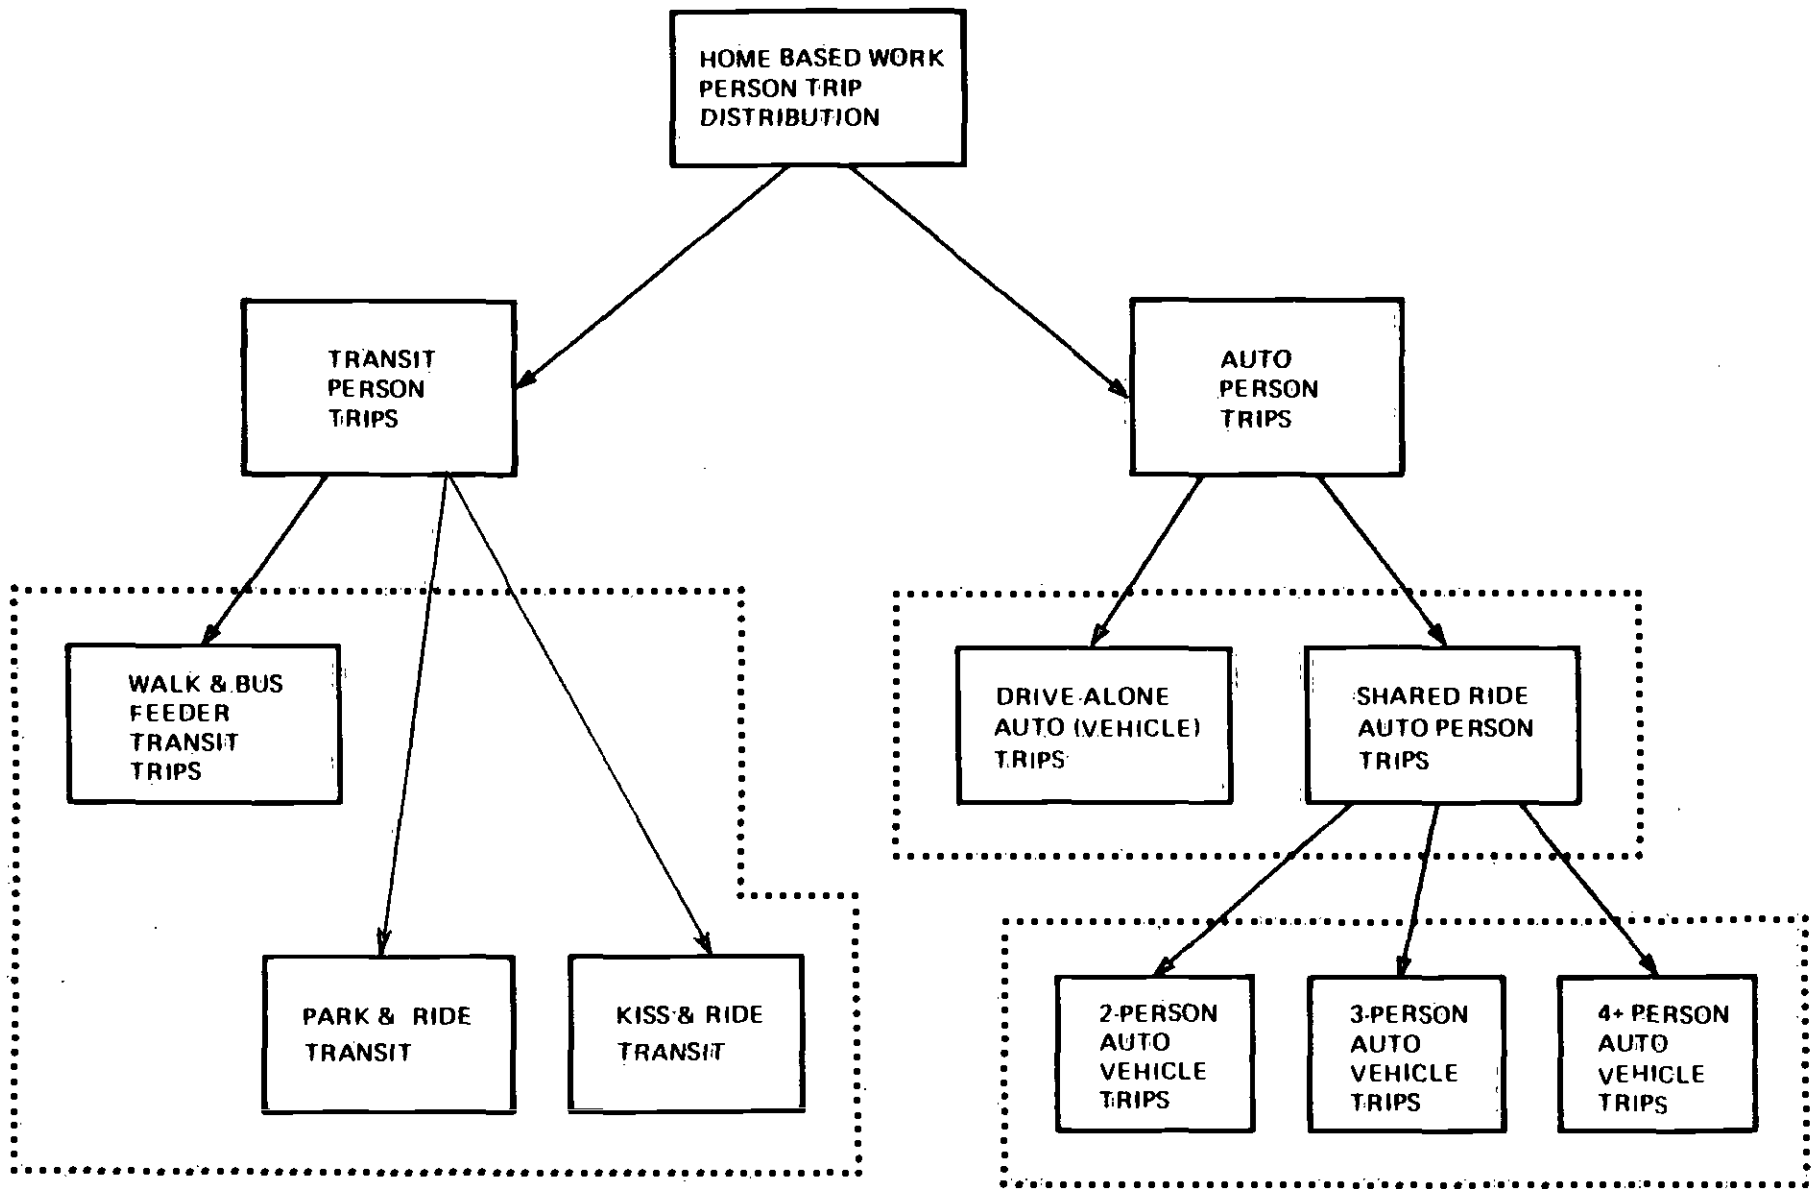 HOME BASED WORK
PERSON TRIP
DISTRIBUTION
TRANSIT
PERSON
TRIPS
AUTO
PERSON
TRIPS
WALK & BUS
FEEDER
TRANSIT
TRIPS
DRIVE-ALONE
AUTO (VEHICLE)
TRIPS
SHARED RIDE
AUTO PERSON
TRIPS
PARK & RIDE
TRANSIT
KISS & RIDE
TRANSIT
2-PERSON
AUTO
VEHICLE
TRIPS
3-PERSON
AUTO
VEHICLE
TRIPS
4+ PERSON
AUTO
VEHICLE
TRIPS